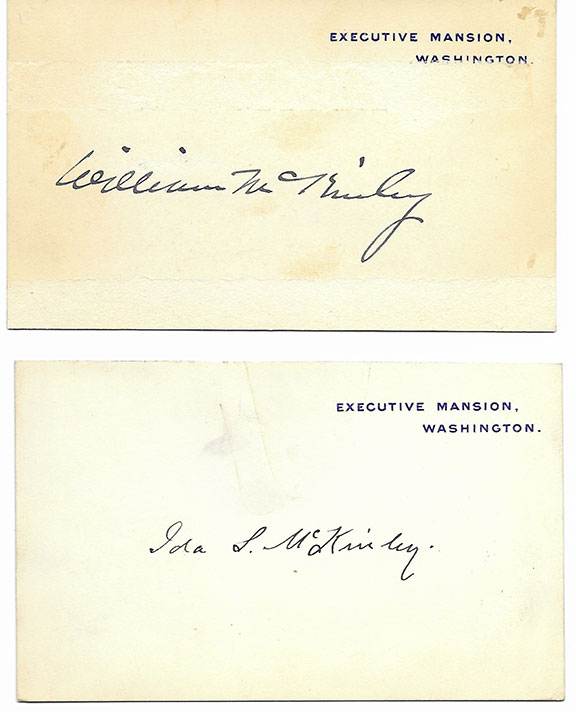 EXECUTIVE MANSION,
WASHINGTON.
William McKinley
EXECUTIVE MANSION,
WASHINGTON.
Ida S. McKinley.